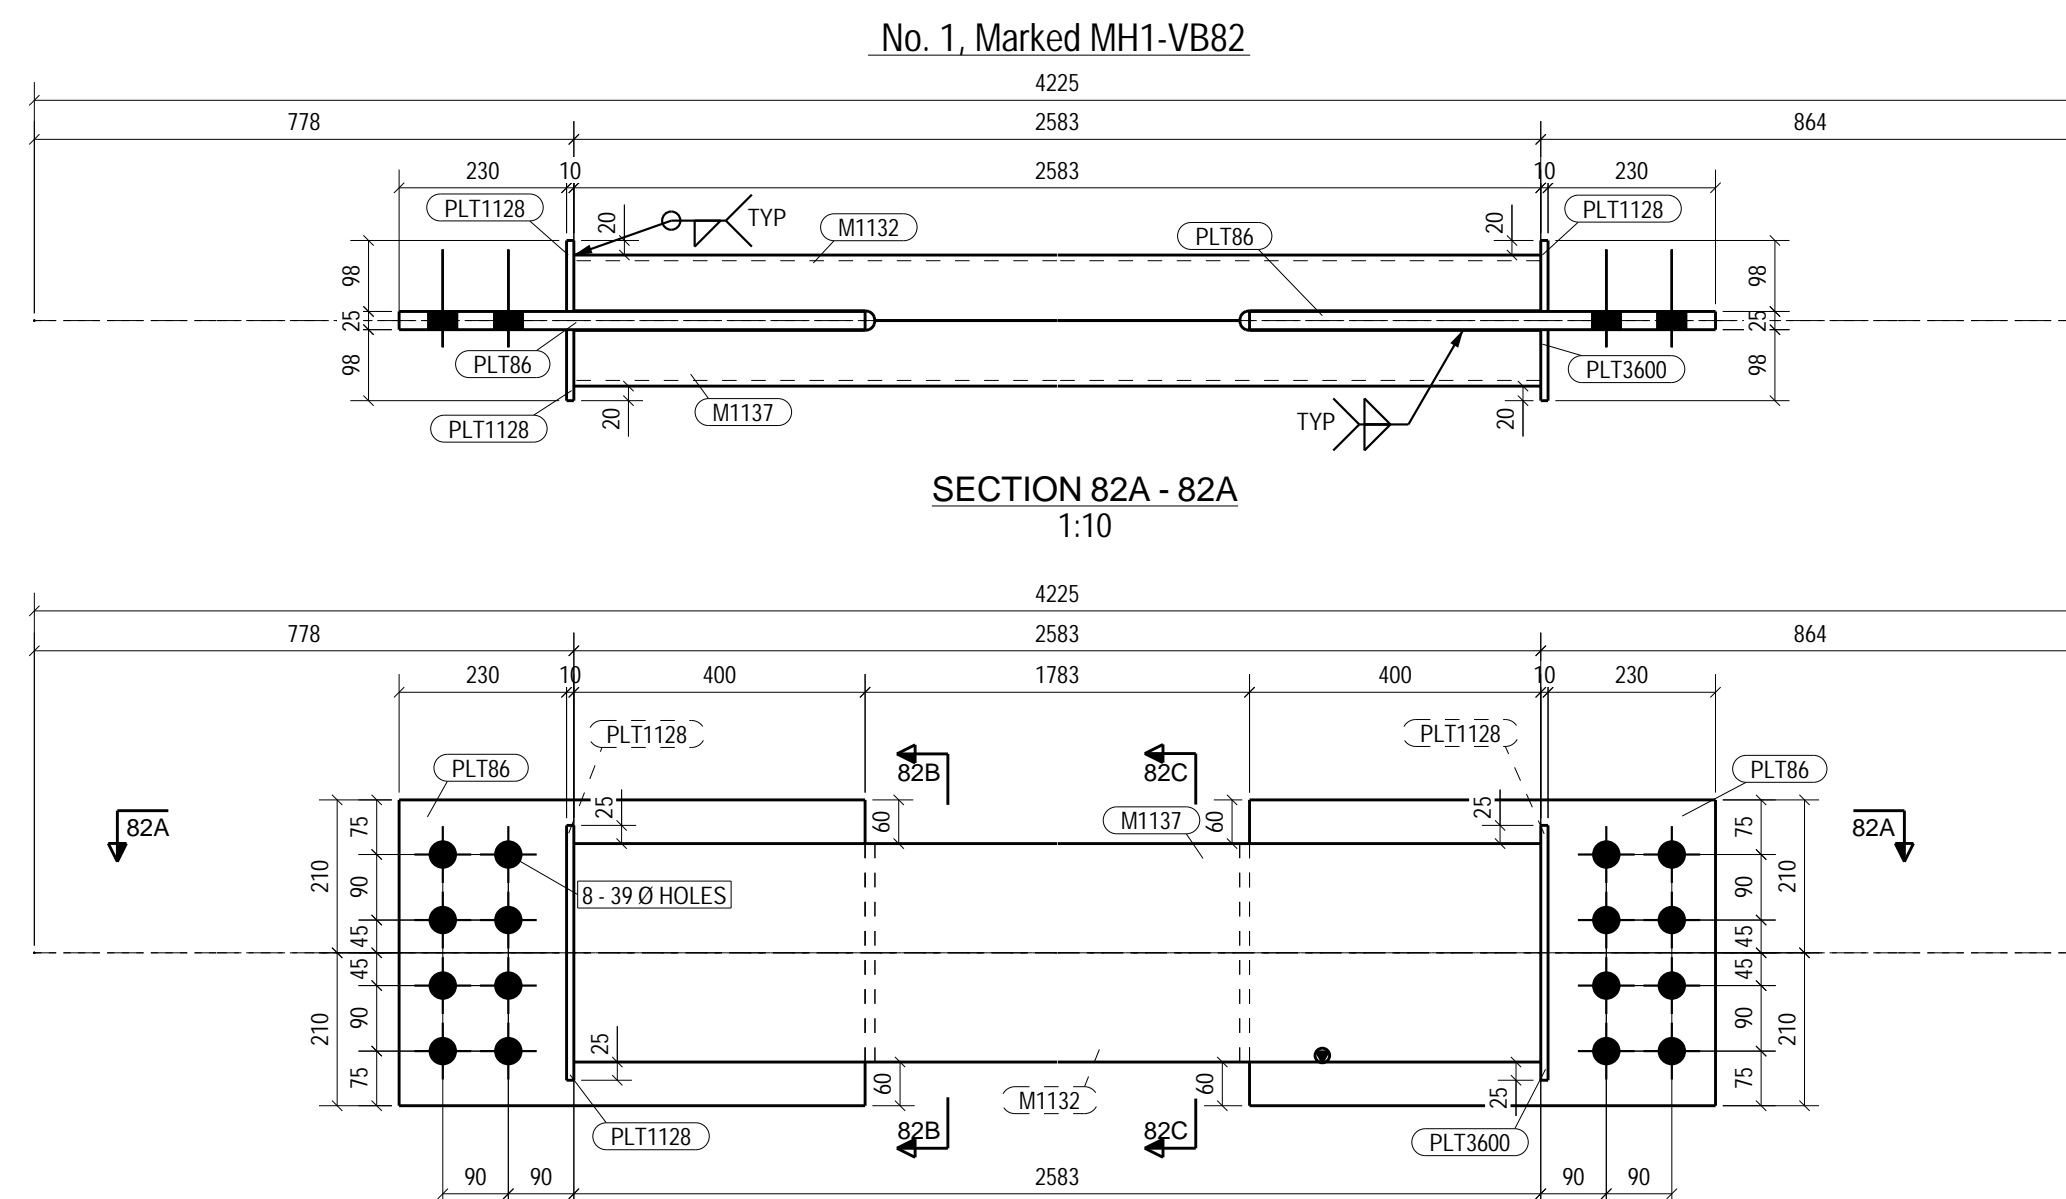 No. 1, Marked MH1-VB82
4225
778 2583 864
230 10 2583 10 230
PLT1128 20 TYP M1132 PLT86 20 PLT1128
98 98
25 25
98 PLT86 PLT3600 98
PLT1128 20 M1137 TYP 20
SECTION 82A - 82A
1:10
4225
778 2583 864
230 10 400 1783 400 10 230
PLT1128 PLT1128
PLT86 82B 82C PLT86
82A 75 25 60 M1137 60 25 75 82A
210 90 8 - 39 Ø HOLES 90 210
45 45
45 45
210 90 25 90 210
75 60 M1132 60 25 75
PLT1128 82B 82C PLT3600
90 90 2583 90 90